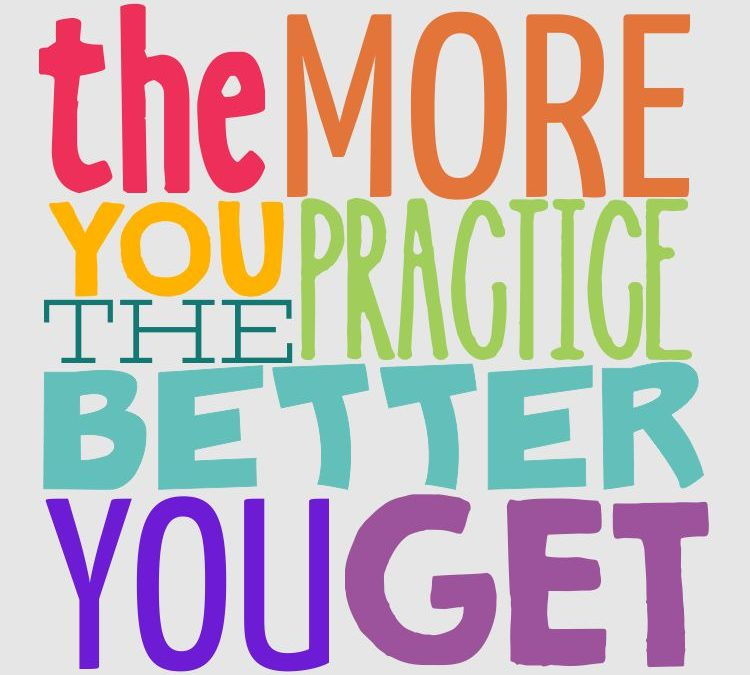 the MORE
YOU PRACTICE
THE
BETTER
YOU GET